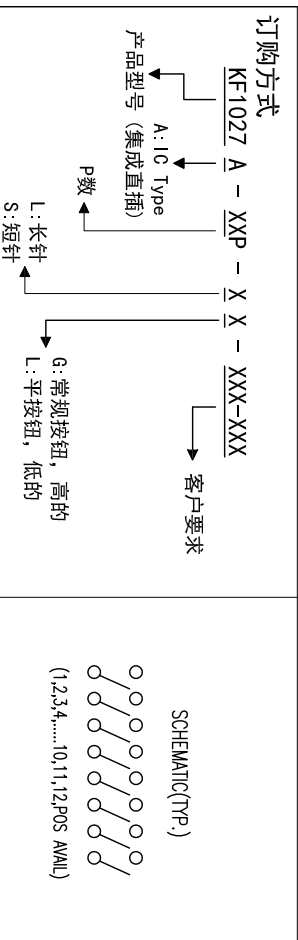 订购方式
KF1027 A - XXP - X X - XXX-XXX
产品型号
A:IC Type
(集成直插)
P数
L:长针
S:短针
G:常规按钮, 高的
L:平按钮, 低的
客户要求
SCHEMATIC(TYP.)
(1,2,3,4,.....10,11,12,POS AVAIL)